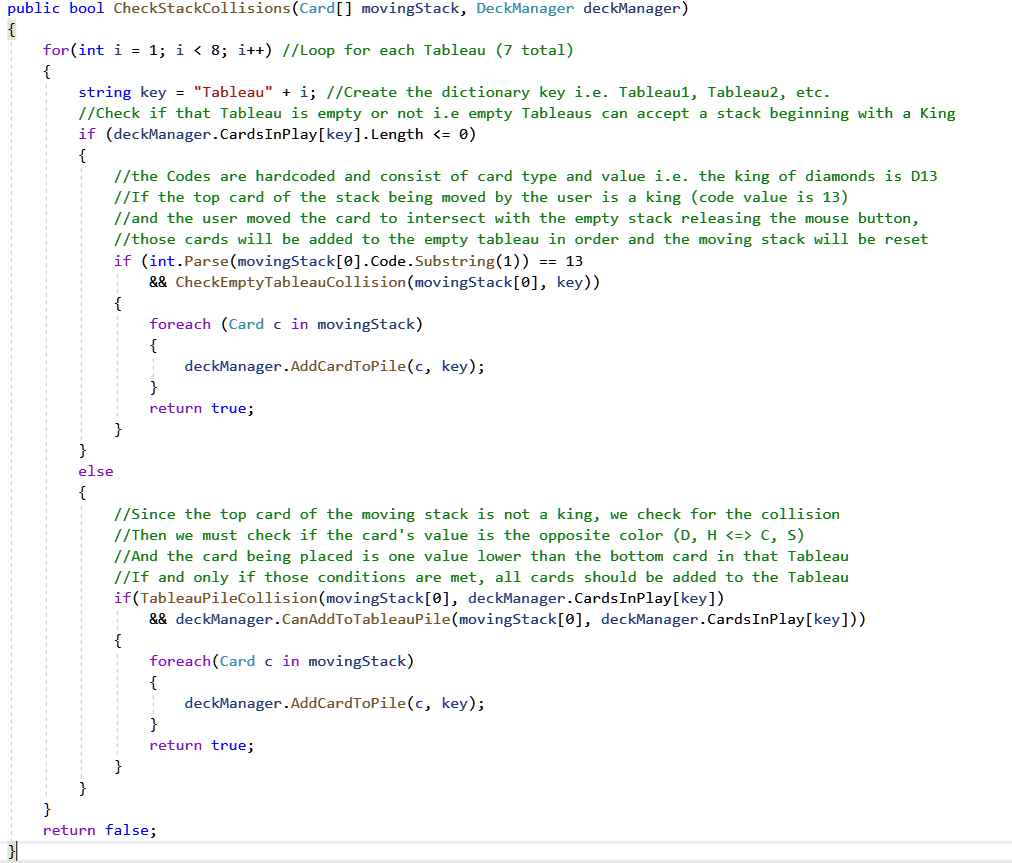 public bool CheckStackCollisions(Card[] movingStack, DeckManager deckManager)
{
    for(int i = 1; i < 8; i++) //Loop for each Tableau (7 total)
    {
        string key = "Tableau" + i; //Create the dictionary key i.e. Tableau1, Tableau2, etc.
        //Check if that Tableau is empty or not i.e empty Tableaus can accept a stack beginning with a King
        if (deckManager.CardsInPlay[key].Length <= 0)
        {
            //the Codes are hardcoded and consist of card type and value i.e. the king of diamonds is D13
            //If the top card of the stack being moved by the user is a king (code value is 13)
            //and the user moved the card to intersect with the empty stack releasing the mouse button,
            //those cards will be added to the empty tableau in order and the moving stack will be reset
            if (int.Parse(movingStack[0].Code.Substring(1)) == 13
                && CheckEmptyTableauCollision(movingStack[0], key))
            {
                foreach (Card c in movingStack)
                {
                    deckManager.AddCardToPile(c, key);
                }
                return true;
            }
        }
        else
        {
            //Since the top card of the moving stack is not a king, we check for the collision
            //Then we must check if the card's value is the opposite color (D, H <=> C, S)
            //And the card being placed is one value lower than the bottom card in that Tableau
            //If and only if those conditions are met, all cards should be added to the Tableau
            if(TableauPileCollision(movingStack[0], deckManager.CardsInPlay[key])
                && deckManager.CanAddToTableauPile(movingStack[0], deckManager.CardsInPlay[key]))
            {
                foreach(Card c in movingStack)
                {
                    deckManager.AddCardToPile(c, key);
                }
                return true;
            }
        }
    }
    return false;
}